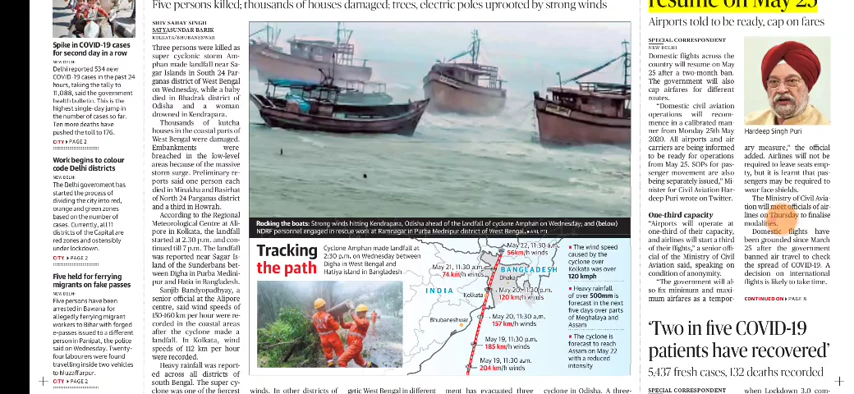 Five persons killed; thousands of houses damaged; trees, electric poles uprooted by strong winds
Spike in COVID-19 cases
for second day in a row
NEW DELHI
Delhi reported 534 new
COVID-19 cases in the past 24
hours, taking the tally to
11,088, said the government
health bulletin. This is the
highest single-day jump in
the number of cases so far.
Ten more deaths have
pushed the toll to 176.
CITY ▶ PAGE 2
Work begins to colour
code Delhi districts
NEW DELHI
The Delhi government has
started the process of
dividing the city into red,
orange and green zones
based on the number of
cases. Currently, all 11
districts of the Capital are
red zones and ostensibly
under lockdown.
CITY ▶ PAGE 2
Five held for ferrying
migrants on fake passes
NEW DELHI
Five persons have been
arrested in Bawana for
allegedly ferrying migrant
workers to Bihar with forged
e-passes issued to a different
person in Panipat, the police
said on Wednesday. Twenty-
four labourers were found
travelling inside two vehicles
to Muzaffarpur.
CITY ▶ PAGE 2
SHIV SAHAY SINGH
SATYASUNDAR BARIK
KOLKATA/BHUBANESWAR
Three persons were killed as
super cyclonic storm Am-
phan made landfall near Sa-
gar Islands in South 24 Par-
ganas district of West Bengal
on Wednesday, while a baby
died in Bhadrak district of
Odisha and a woman
drowned in Kendrapara.
Thousands of kutcha
houses in the coastal parts of
West Bengal were damaged.
Embankments were
breached in the low-level
areas because of the massive
storm surge. Preliminary re-
ports said one person each
died in Minakha and Basirhat
of North 24 Parganas district
and a third in Howrah.
According to the Regional
Meteorological Centre at Ali-
pore in Kolkata, the landfall
started at 2.30 p.m. and con-
tinued till 7 p.m. The landfall
was reported near Sagar Is-
land of the Sundarbans bet-
ween Digha in Purba Medini-
pur and Hatia in Bangladesh.
Sanjib Bandyopadhyay, a
senior official at the Alipore
centre, said wind speeds of
150-160 km per hour were re-
corded in the coastal areas
after the cyclone made a
landfall. In Kolkata, wind
speeds of 112 km per hour
were recorded.
Heavy rainfall was report-
ed across all districts of
south Bengal. The super cy-
clone was one of the fiercest
Rocking the boats: Strong winds hitting Kendrapara, Odisha ahead of the landfall of cyclone Amphan on Wednesday, and (below)
NDRF personnel engaged in rescue work at Ramnagar in Purba Mednipur district of West Bengal.
Tracking
the path
Cyclone Amphan made landfall at
2:30 p.m. on Wednesday between
Digha in West Bengal and
Hatiya island in Bangladesh
May 22, 11:30 a.m.
56km/h winds
May 21, 11:30 a.m.
74 km/h winds
BANGLADESH
Dhaka
INDIA
Kolkata
May 20, 11:30 p.m.
120 km/h winds
Bhubaneshwar
May 20, 11:30 a.m.
157 km/h winds
May 19, 11:30 p.m.
185 km/h winds
May 19, 11:30 a.m.
204 km/h winds
■ The wind speed
caused by the
cyclone over
Kolkata was over
120 kmph
■ Heavy rainfall
of over 500mm is
forecast in the next
five days over parts
of Meghalaya and
Assam
■ The cyclone is
forecast to reach
Assam on May 22
with a reduced
intensity
winds. In other districts of
getic West Bengal in different
ment has evacuated three
cyclone in Odisha. A three-
resume on May 25
Airports told to be ready, cap on fares
SPECIAL CORRESPONDENT
NEW DELHI
Domestic flights across the
country will resume on May
25 after a two-month ban.
The government will also
cap airfares for different
routes.
"Domestic civil aviation
operations will recom-
mence in a calibrated man-
ner from Monday 25th May
2020. All airports and air
carriers are being informed
to be ready for operations
from May 25. SOPs for pas-
senger movement are also
being separately issued," Mi-
nister for Civil Aviation Har-
deep Puri wrote on Twitter.
One-third capacity
"Airports will operate at
one-third of their capacity,
and airlines will start a third
of their flights," a senior offi-
cial of the Ministry of Civil
Aviation said, speaking on
condition of anonymity.
"The government will al-
so fix minimum and maxi-
mum airfares as a tempor-
Hardeep Singh Puri
ary measure," the official
added. Airlines will not be
required to leave seats emp-
ty, but it is learnt that pas-
sengers may be required to
wear face shields.
The Ministry of Civil Avia-
tion will meet officials of air-
lines on Thursday to finalise
modalities.
Domestic flights have
been grounded since March
25 after the government
banned air travel to check
the spread of COVID-19. A
decision on international
flights is likely to take time.
CONTINUED ON ▶ PAGE 6
'Two in five COVID-19
patients have recovered'
5,437 fresh cases, 132 deaths recorded
SPECIAL CORRESPONDENT
when Lockdown 3.0 com-